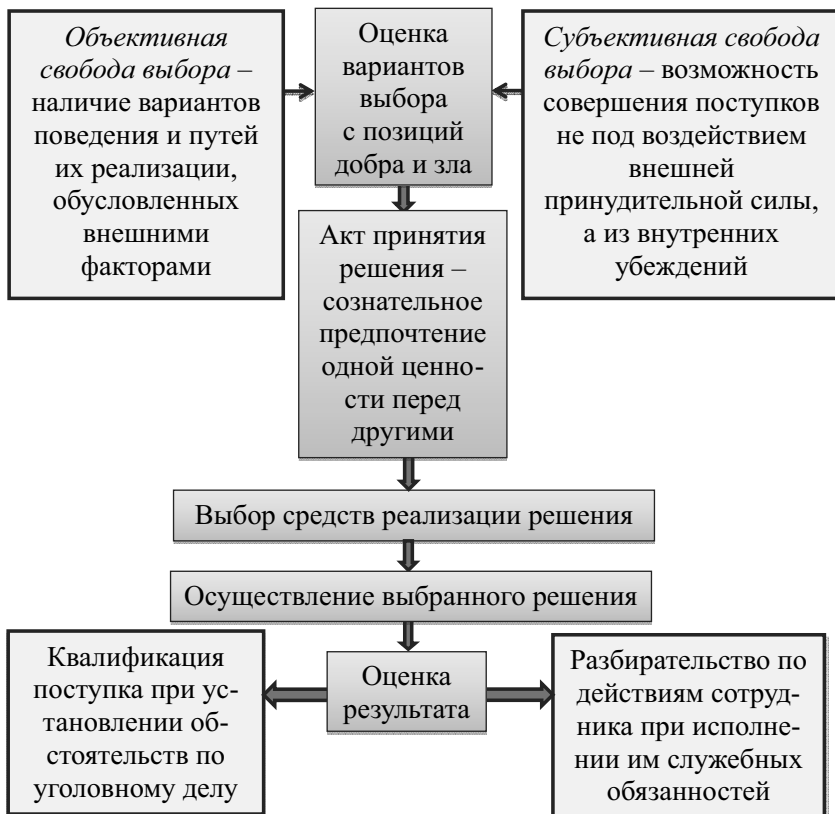 Объективная
свобода выбора –
наличие вариантов
поведения и путей
их реализации,
обусловленных
внешними
факторами
Оценка
вариантов
выбора
с позиций
добра и зла
Субъективная свобода
выбора – возможность
совершения поступков
не под воздействием
внешней
принудительной силы,
а из внутренних
убеждений
Акт принятия
решения –
сознательное
предпочтение
одной ценно-
сти перед
другими
Выбор средств реализации решения
Осуществление выбранного решения
Квалификация
поступка при ус-
тановлении об-
стоятельств по
уголовному делу
Оценка
результата
Разбирательство по
действиям сотруд-
ника при исполне-
нии им служебных
обязанностей